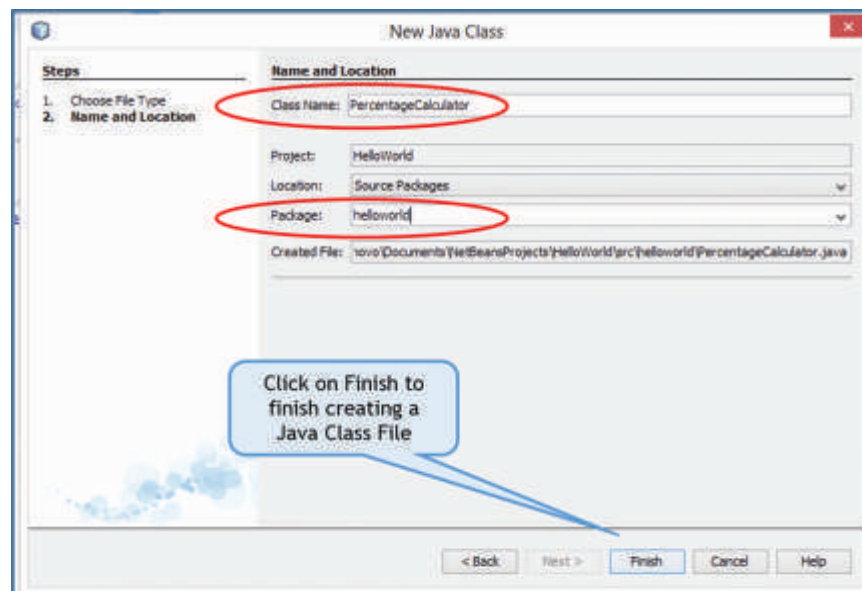 New Java Class
Steps
1. Choose File Type
2. Name and Location
Name and Location
Class Name: PercentageCalculator
Project: HelloWorld
Location: Source Packages
Package: helloworld
Created File: novo\Documents\NetBeansProjects\HelloWorld\src\helloworld\PercentageCalculator.java
Click on Finish to
finish creating a
Java Class File
< Back Next > Finish Cancel Help